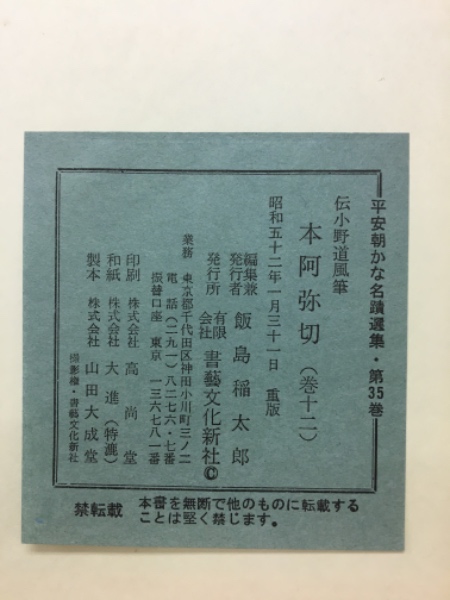 平安朝かな名蹟選集・第35巻
伝小野道風筆
本阿弥切（巻十二）
昭和五十二年一月三十一日 重版
編集兼発行者 飯島稲太郎
発行所 有限会社 書藝文化新社©
業務 東京都千代田区神田小川町三ノ二
電話（二九一）八二七六・七番
振替口座 東京 一三六七八一番
印刷 株式会社 高尚堂
和紙 株式会社 大進（特漉）
製本 株式会社 山田大成堂
撮影権・書藝文化新社
禁転載 本書を無断で他のものに転載する
ことは堅く禁じます。